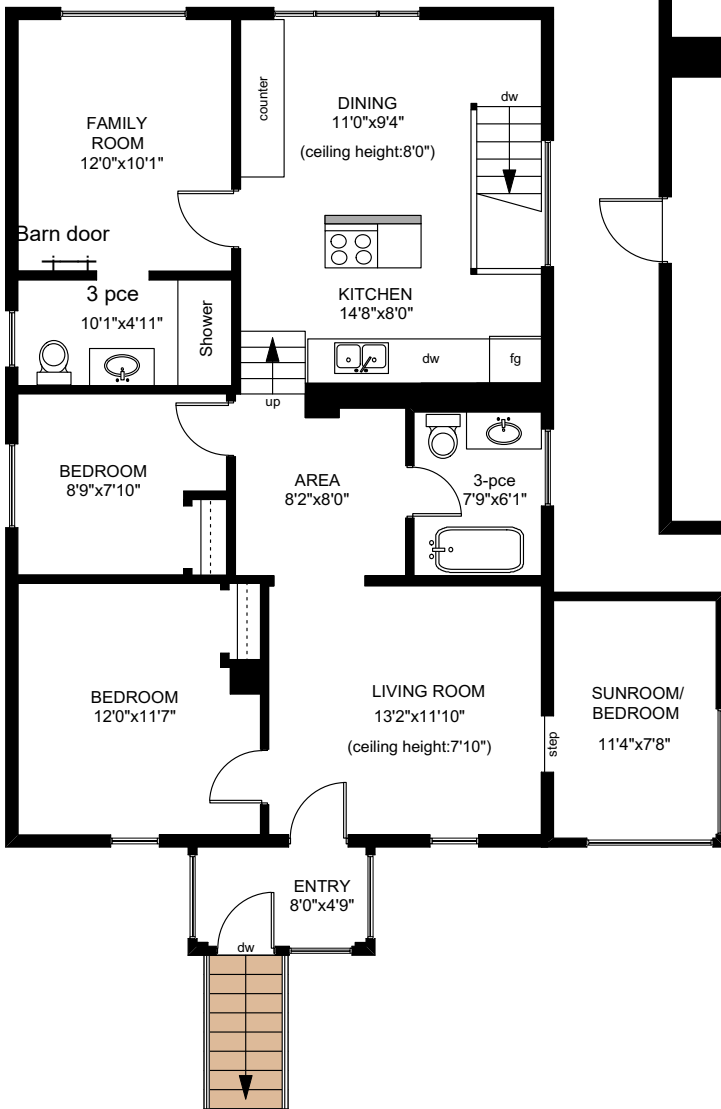 FAMILY
ROOM
12'0"x10'1"
counter
DINING
11'0"x9'4"
(ceiling height:8'0")
dw
Barn door
3 pce
10'1"x4'11"
Shower
KITCHEN
14'8"x8'0"
dw
fg
up
BEDROOM
8'9"x7'10"
AREA
8'2"x8'0"
3-pce
7'9"x6'1"
BEDROOM
12'0"x11'7"
LIVING ROOM
13'2"x11'10"
(ceiling height:7'10")
step
SUNROOM/
BEDROOM
11'4"x7'8"
ENTRY
8'0"x4'9"
dw